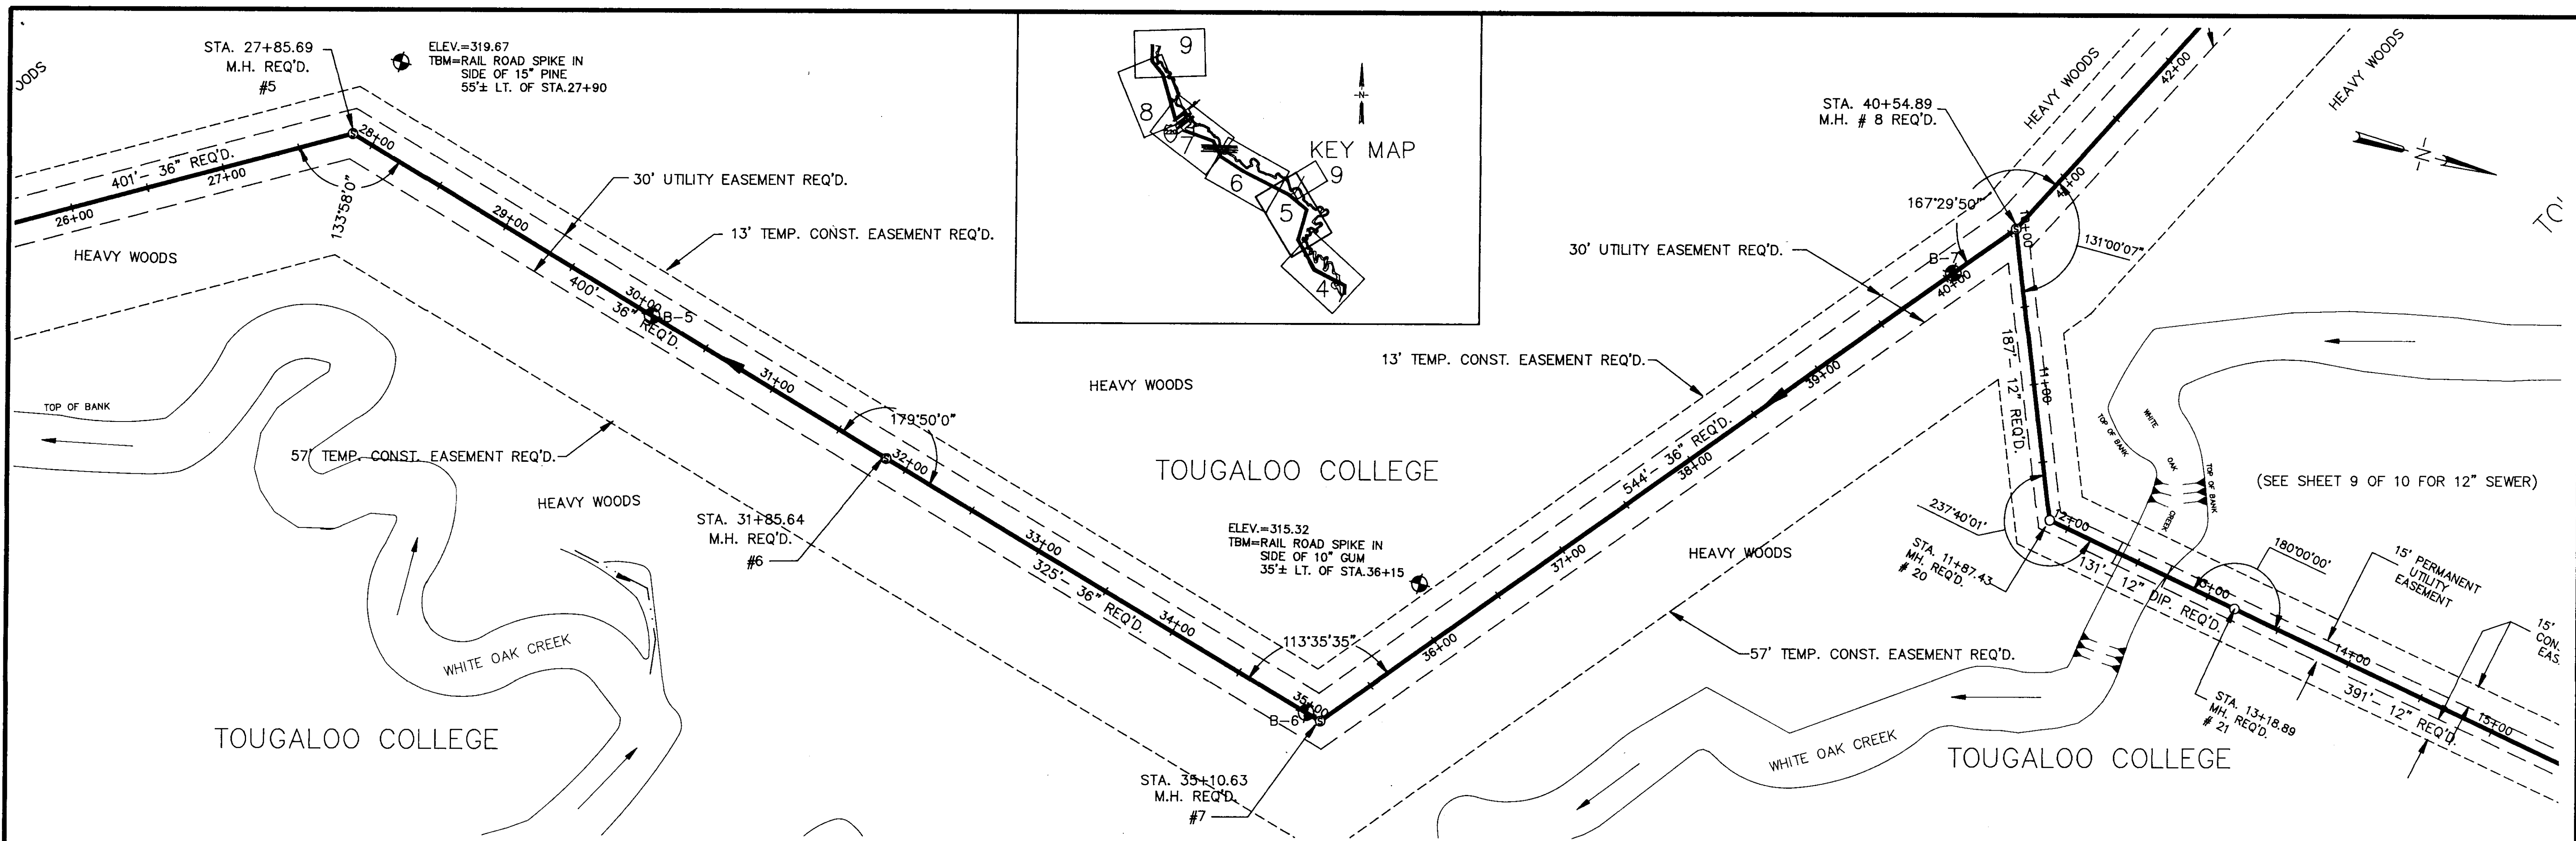 STA. 27+85.69
M.H. REQ'D.
#5
ELEV.=319.67
TBM=RAIL ROAD SPIKE IN
SIDE OF 15" PINE
55'± LT. OF STA.27+90
401'- 36" REQ'D.
26+00
27+00
28+00
133°58'0"
HEAVY WOODS
29+00
30+00
B-5
400'- 36" REQ'D.
31+00
30' UTILITY EASEMENT REQ'D.
13' TEMP. CONST. EASEMENT REQ'D.
TOP OF BANK
57' TEMP. CONST. EASEMENT REQ'D.
HEAVY WOODS
WHITE OAK CREEK
TOUGALOO COLLEGE
179°50'0"
32+00
STA. 31+85.64
M.H. REQ'D.
#6
33+00
325'- 36" REQ'D.
34+00
35+00
B-6
113°35'35"
STA. 35+10.63
M.H. REQ'D.
#7
9
8
7
6
5
9
4
-N-
KEY MAP
HEAVY WOODS
TOUGALOO COLLEGE
ELEV.=315.32
TBM=RAIL ROAD SPIKE IN
SIDE OF 10" GUM
35'± LT. OF STA.36+15
36+00
37+00
544'- 36" REQ'D.
38+00
39+00
40+00
B-7
13' TEMP. CONST. EASEMENT REQ'D.
30' UTILITY EASEMENT REQ'D.
STA. 40+54.89
M.H. # 8 REQ'D.
167°29'50"
HEAVY WOODS
41+00
42+00
HEAVY WOODS
-N-
131°00'07"
187'- 12" REQ'D.
11+00
HEAVY WOODS
57' TEMP. CONST. EASEMENT REQ'D.
WHITE
OAK
CREEK
TOP OF BANK
TOP OF BANK
(SEE SHEET 9 OF 10 FOR 12" SEWER)
237°40'01'
12+00
STA. 11+87.43
MH. REQ'D.
# 20
131'- 12" DIP. REQ'D.
13+00
180°00'00'
15' PERMANENT
UTILITY
EASEMENT
14+00
15'
CON.
EAS.
STA. 13+18.89
MH. REQ'D.
# 21
391'- 12" REQ'D.
15+00
WHITE OAK CREEK
TOUGALOO COLLEGE